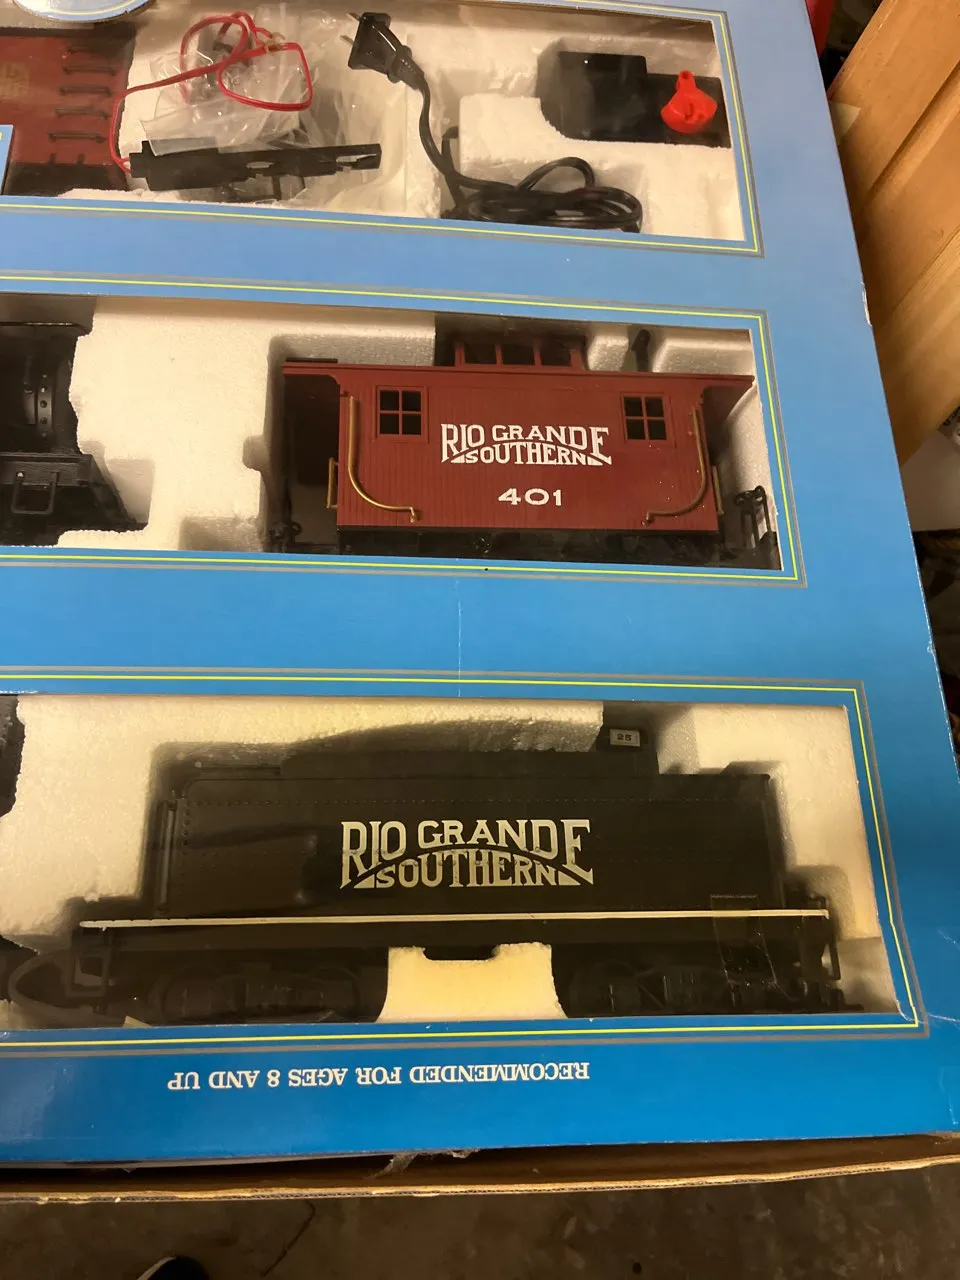 RIO GRANDE
SOUTHERN
401
25
RIO GRANDE
SOUTHERN
RECOMMENDED FOR AGES 8 AND UP